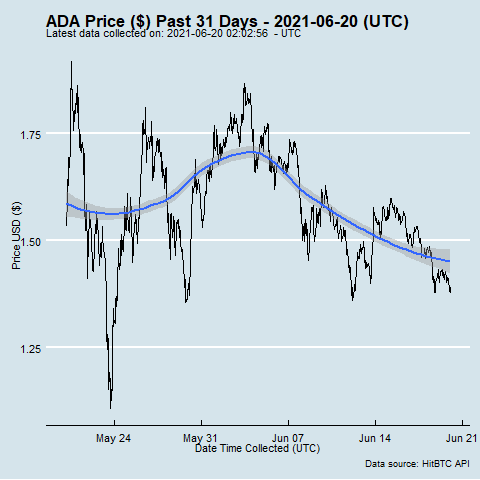 ADA Price ($) Past 31 Days - 2021-06-20 (UTC)
Latest data collected on: 2021-06-20 02:02:56 - UTC
Price USD ($)
1.75
1.50
1.25
May 24
May 31
Jun 07
Jun 14
Jun 21
Date Time Collected (UTC)
Data source: HitBTC API